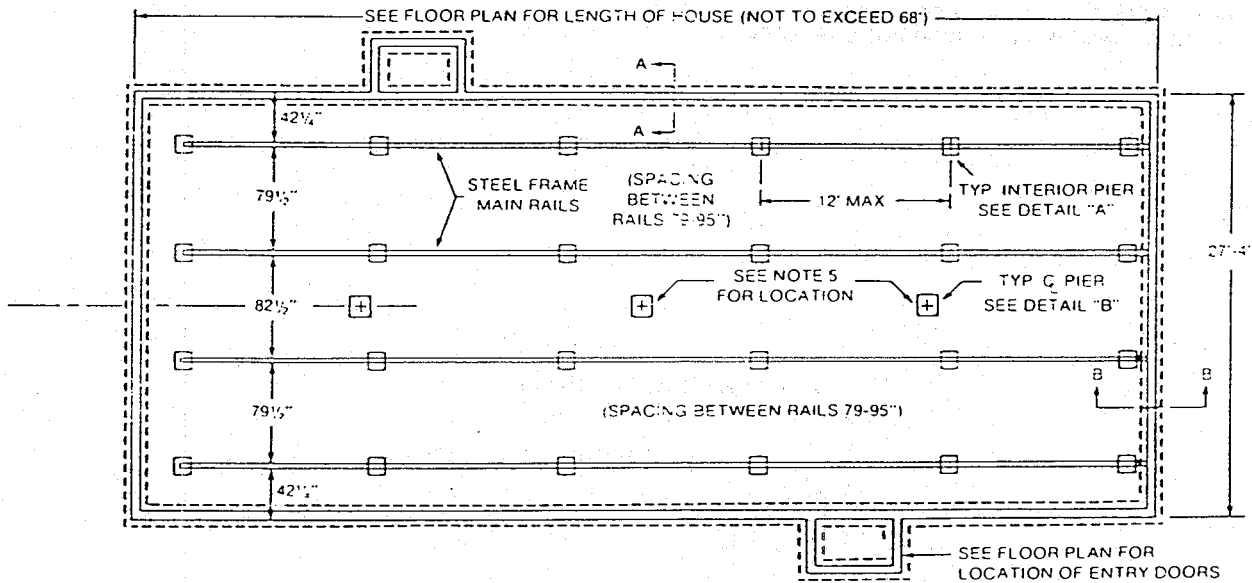 SEE FLOOR PLAN FOR LENGTH OF HOUSE (NOT TO EXCEED 68')
A
A
42¼"
79½"
STEEL FRAME
MAIN RAILS
(SPACING
BETWEEN
RAILS 79-95")
12' MAX
TYP INTERIOR PIER
SEE DETAIL "A"
27'-4"
82½"
SEE NOTE 5
FOR LOCATION
TYP ℄ PIER
SEE DETAIL "B"
B
B
79½"
(SPACING BETWEEN RAILS 79-95")
42¼"
SEE FLOOR PLAN FOR
LOCATION OF ENTRY DOORS